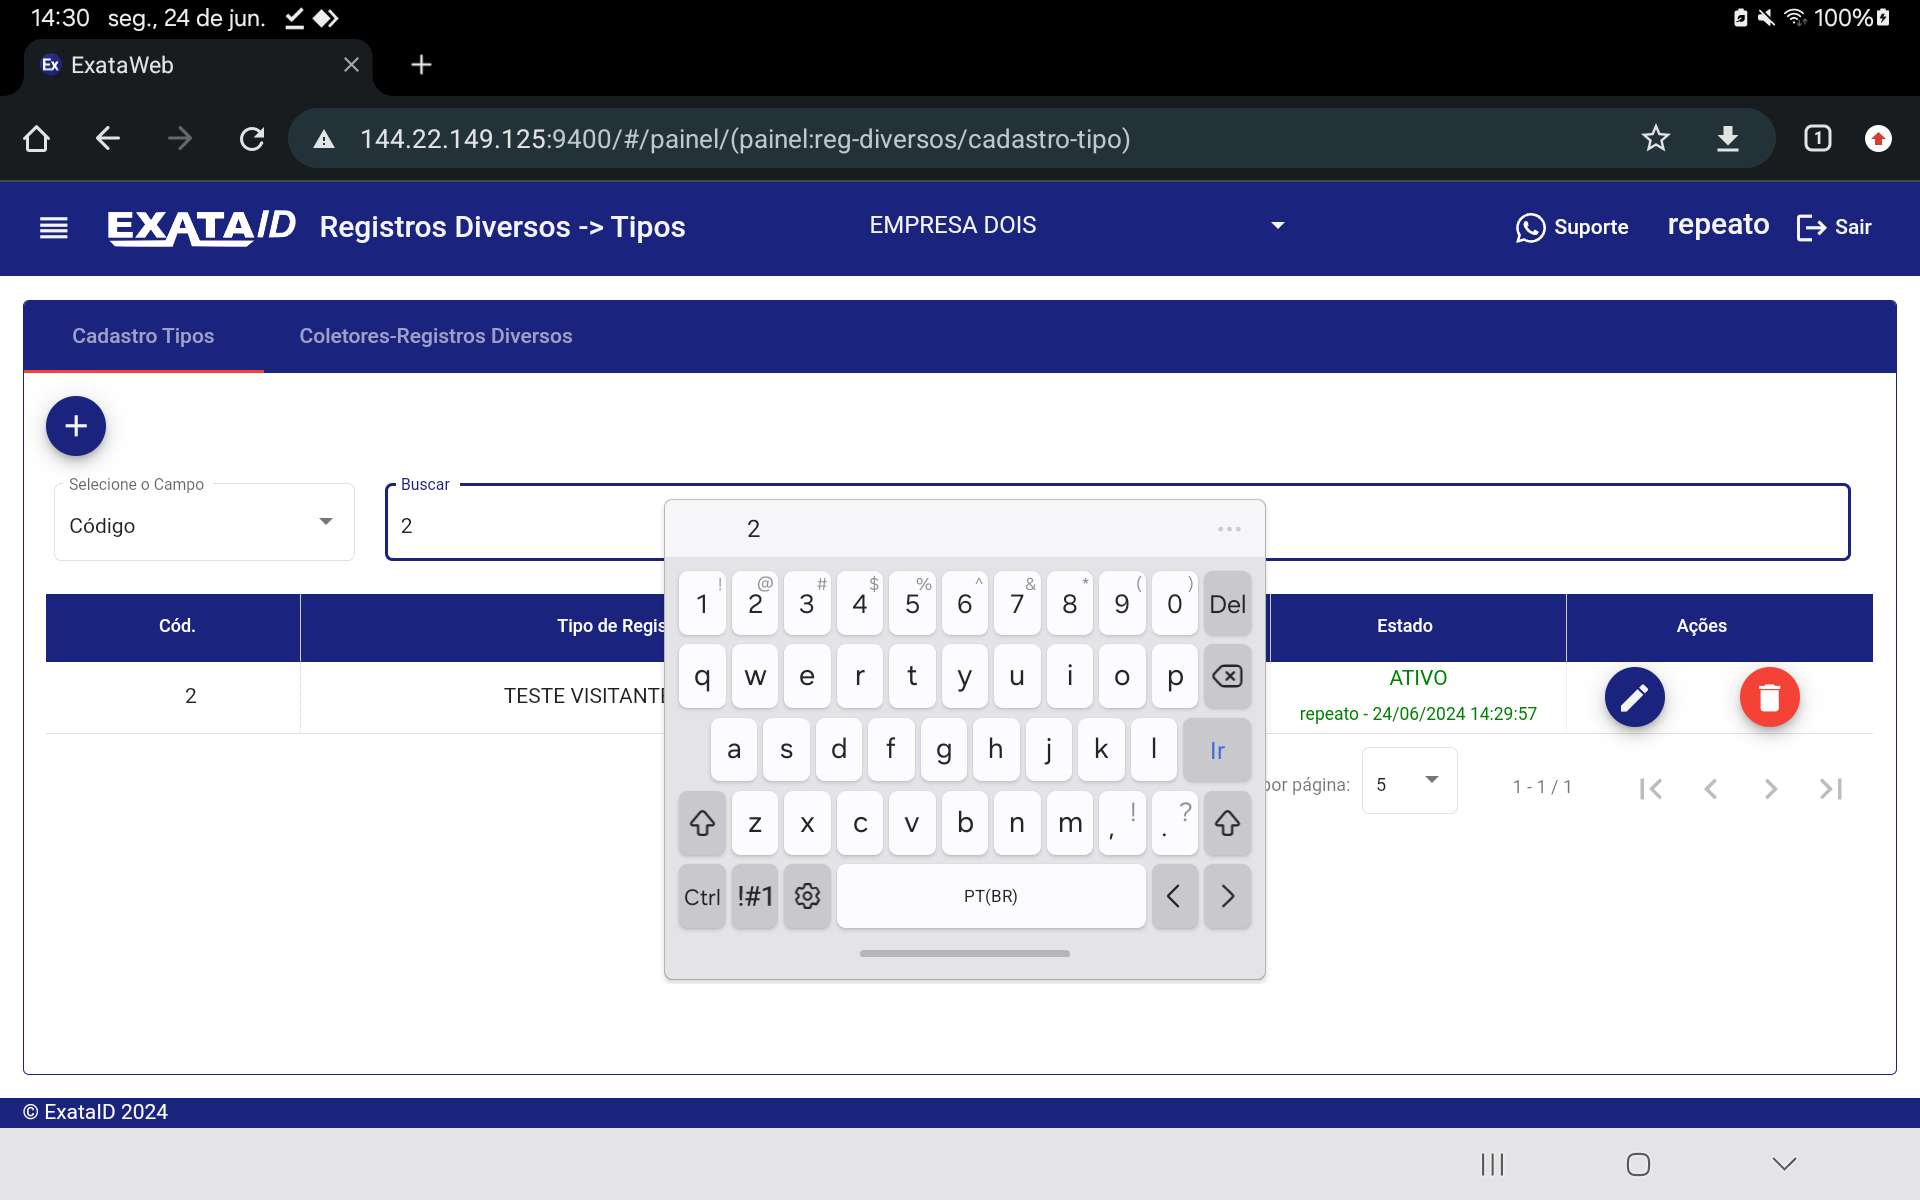 14:30 seg., 24 de jun. 100%
Ex ExataWeb
144.22.149.125:9400/#/painel/(painel:reg-diversos/cadastro-tipo) 1
EXATAID Registros Diversos -> Tipos EMPRESA DOIS Suporte repeato Sair
Cadastro Tipos Coletores-Registros Diversos
+
Selecione o Campo
Código
Buscar
2
Cód. Tipo de Regis Estado Ações
2 TESTE VISITANTE ATIVO
repeato - 24/06/2024 14:29:57
por página: 5 1 - 1 / 1
2 ...
1 ! 2 @ 3 # 4 $ 5 % 6 ^ 7 & 8 * 9 ( 0 ) Del
q w e r t y u i o p
a s d f g h j k l Ir
z x c v b n m , ! . ?
Ctrl !#1 PT(BR) < >
© ExataID 2024